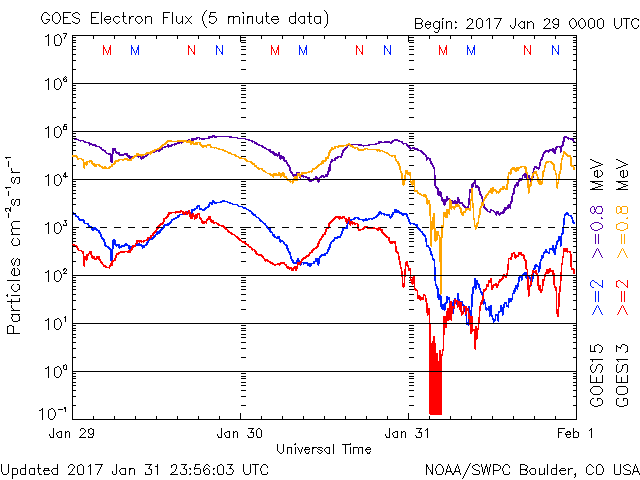 GOES Electron Flux (5 minute data)
Begin: 2017 Jan 29 0000 UTC
M M N N M M N N M M N N
10⁷
10⁶
10⁵
10⁴
10³
10²
10¹
10⁰
10⁻¹
Particles cm⁻²s⁻¹sr⁻¹
Jan 29 Jan 30 Jan 31 Feb 1
Universal Time
GOES15 >=2 >=0.8 MeV
GOES13 >=2 >=0.8 MeV
Updated 2017 Jan 31 23:56:03 UTC
NOAA/SWPC Boulder, CO USA